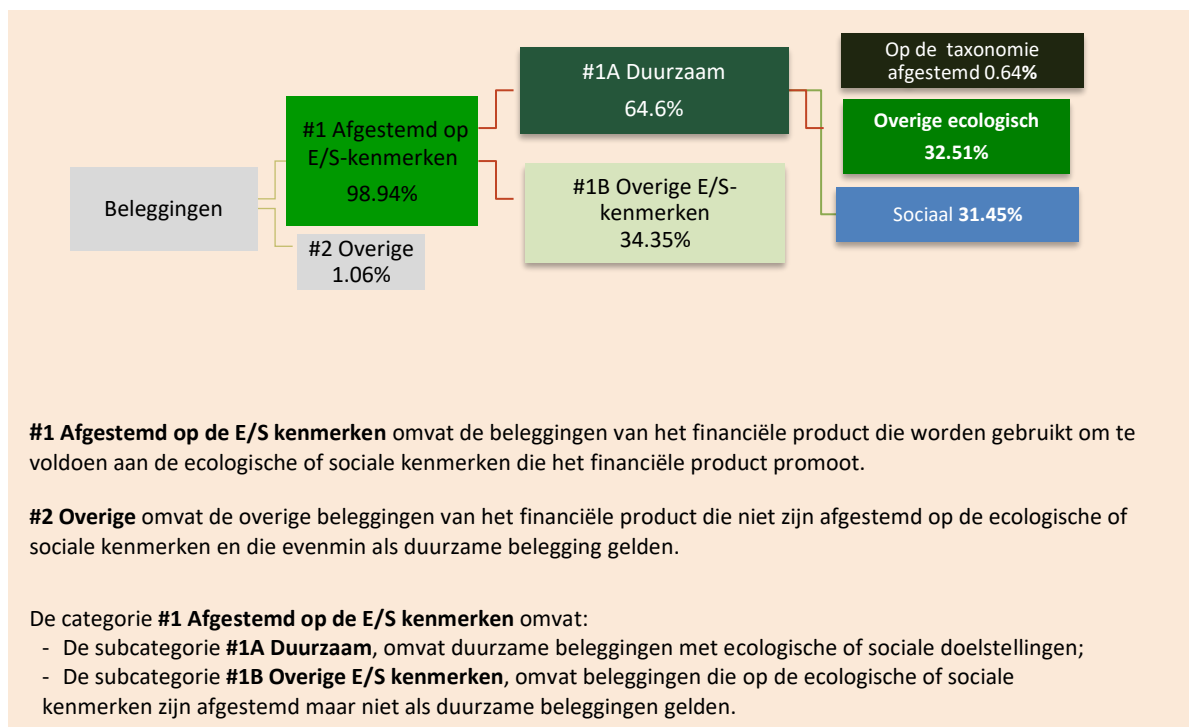 Beleggingen
#1 Afgestemd op
E/S-kenmerken
98.94%
#2 Overige
1.06%
#1A Duurzaam
64.6%
#1B Overige E/S-
kenmerken
34.35%
Op de taxonomie
afgestemd 0.64%
Overige ecologisch
32.51%
Sociaal 31.45%
#1 Afgestemd op de E/S kenmerken omvat de beleggingen van het financiële product die worden gebruikt om te
voldoen aan de ecologische of sociale kenmerken die het financiële product promoot.
#2 Overige omvat de overige beleggingen van het financiële product die niet zijn afgestemd op de ecologische of
sociale kenmerken en die evenmin als duurzame belegging gelden.
De categorie #1 Afgestemd op de E/S kenmerken omvat:
- De subcategorie #1A Duurzaam, omvat duurzame beleggingen met ecologische of sociale doelstellingen;
- De subcategorie #1B Overige E/S kenmerken, omvat beleggingen die op de ecologische of sociale
kenmerken zijn afgestemd maar niet als duurzame beleggingen gelden.